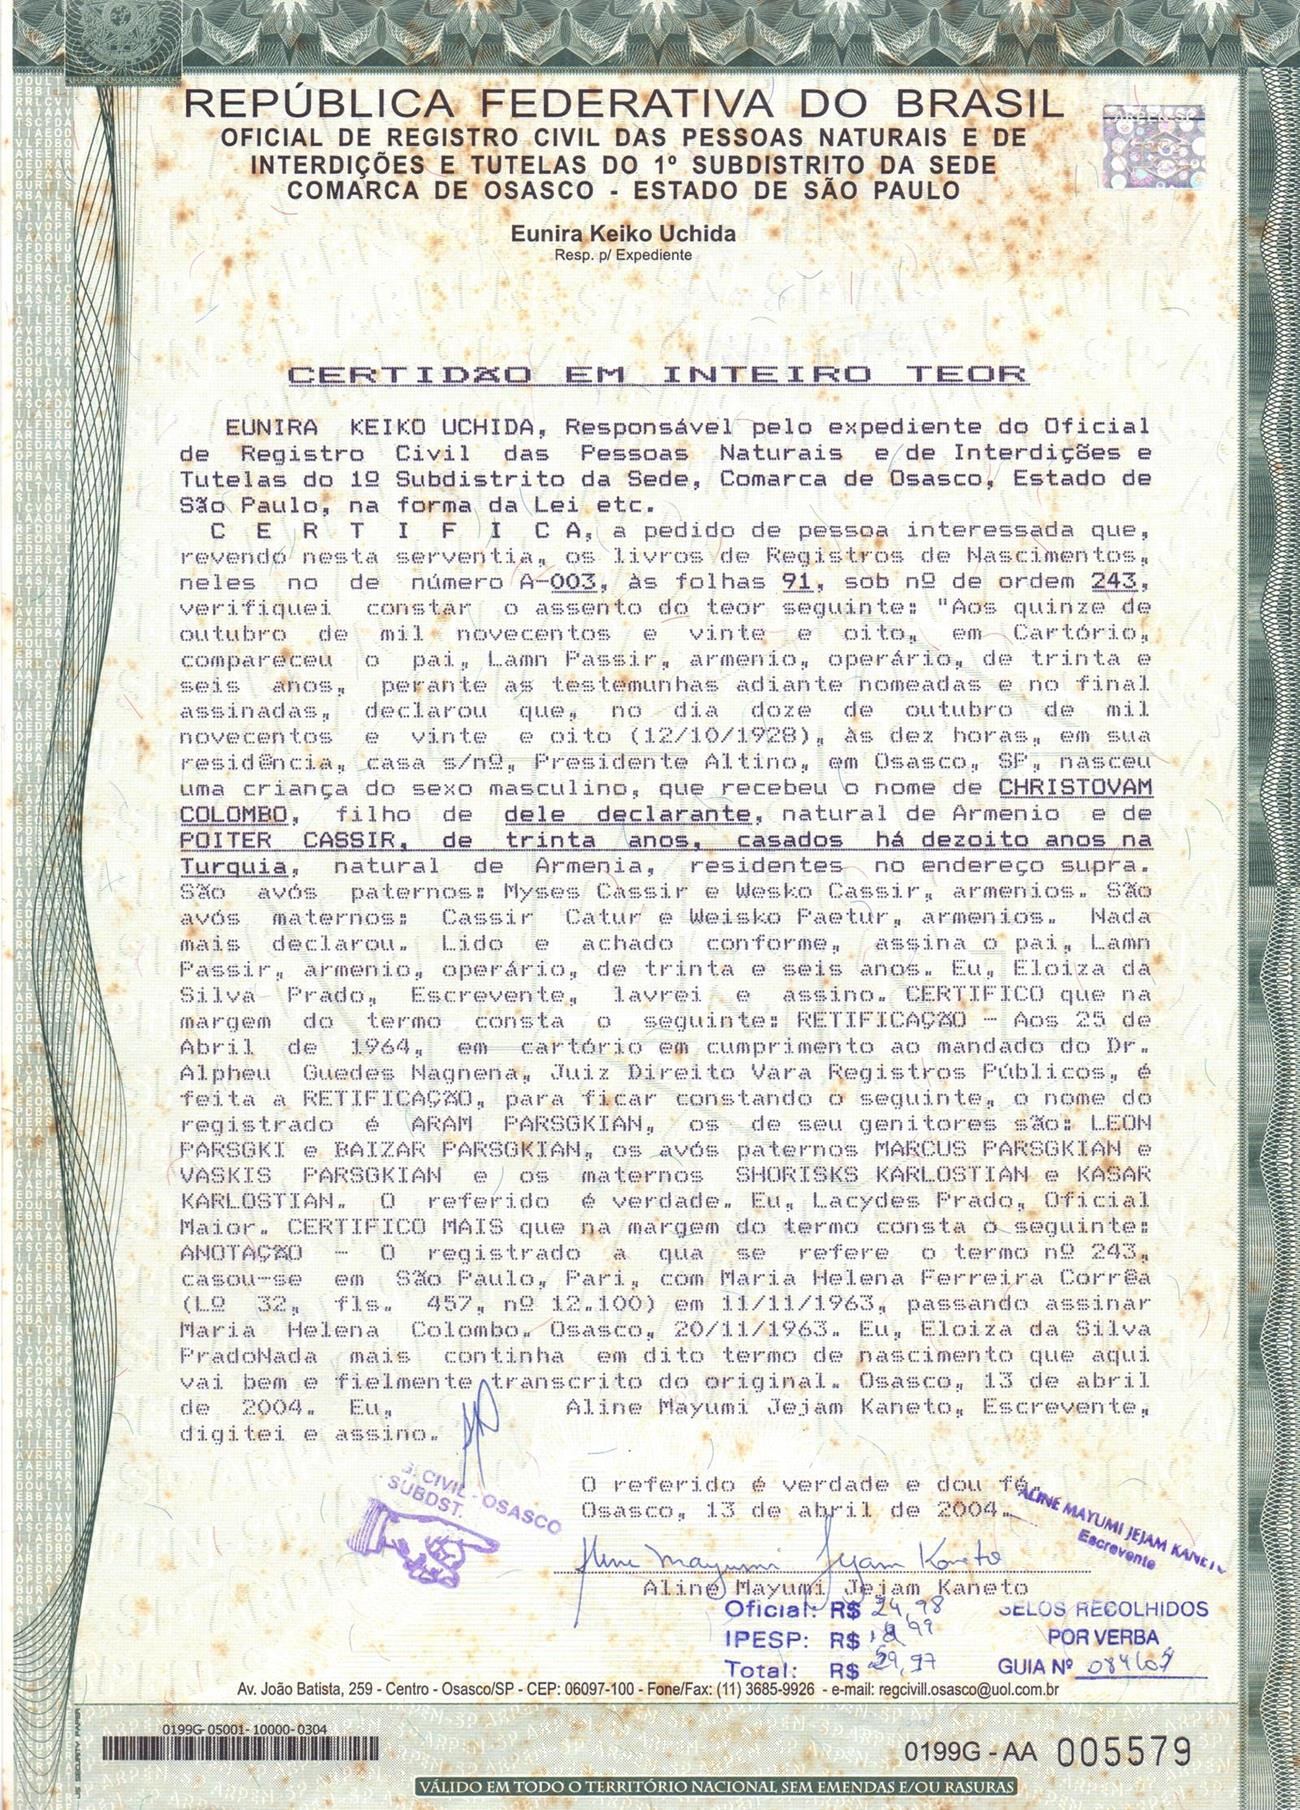 REPÚBLICA FEDERATIVA DO BRASIL
OFICIAL DE REGISTRO CIVIL DAS PESSOAS NATURAIS E DE
INTERDIÇÕES E TUTELAS DO 1º SUBDISTRITO DA SEDE
COMARCA DE OSASCO - ESTADO DE SÃO PAULO
Eunira Keiko Uchida
Resp. p/ Expediente
CERTIDÃO EM INTEIRO TEOR
EUNIRA KEIKO UCHIDA, Responsável pelo expediente do Oficial
de Registro Civil das Pessoas Naturais e de Interdições e
Tutelas do 1º Subdistrito da Sede, Comarca de Osasco, Estado de
São Paulo, na forma da Lei etc.
C E R T I F I C A, a pedido de pessoa interessada que,
revendo nesta serventia, os livros de Registros de Nascimentos,
neles no de número A-003, às folhas 91, sob nº de ordem 243,
verifiquei constar o assento do teor seguinte: "Aos quinze de
outubro de mil novecentos e vinte e oito, em Cartório,
compareceu o pai, Lamn Passir, armenio, operário, de trinta e
seis anos, perante as testemunhas adiante nomeadas e no final
assinadas, declarou que, no dia doze de outubro de mil
novecentos e vinte e oito (12/10/1928), às dez horas, em sua
residência, casa s/nº, Presidente Altino, em Osasco, SP, nasceu
uma criança do sexo masculino, que recebeu o nome de CHRISTOVAM
COLOMBO, filho de dele declarante, natural de Armenio e de
POITER CASSIR, de trinta anos, casados há dezoito anos na
Turquia, natural de Armenia, residentes no endereço supra.
São avós paternos: Myses Cassir e Wesko Cassir, armenios. São
avós maternos: Cassir Catur e Weisko Paetur, armenios. Nada
mais declarou. Lido e achado conforme, assina o pai, Lamn
Passir, armenio, operário, de trinta e seis anos. Eu, Eloiza da
Silva Prado, Escrevente, lavrei e assino. CERTIFICO que na
margem do termo consta o seguinte: RETIFICAÇÃO - Aos 25 de
Abril de 1964, em cartório em cumprimento ao mandado do Dr.
Alpheu Guedes Nagnena, Juiz Direito Vara Registros Públicos, é
feita a RETIFICAÇÃO, para ficar constando o seguinte, o nome do
registrado é ARAM PARSGKIAN, os de seu genitores são: LEON
PARSGKI e BAIZAR PARSGKIAN, os avós paternos MARCUS PARSGKIAN e
VASKIS PARSGKIAN e os maternos SHORISKS KARLOSTIAN e KASAR
KARLOSTIAN. O referido é verdade. Eu, Lacydes Prado, Oficial
Maior. CERTIFICO MAIS que na margem do termo consta o seguinte:
ANOTAÇÃO - O registrado a qua se refere o termo nº 243,
casou-se em São Paulo, Pari, com Maria Helena Ferreira Corrêa
(Lº 32, fls. 457, nº 12.100) em 11/11/1963, passando assinar
Maria Helena Colombo. Osasco, 20/11/1963. Eu, Eloiza da Silva
PradoNada mais continha em dito termo de nascimento que aqui
vai bem e fielmente transcrito do original. Osasco, 13 de abril
de 2004. Eu, Aline Mayumi Jejam Kaneto, Escrevente,
digitei e assino.
O referido é verdade e dou fé.
Osasco, 13 de abril de 2004.
G. CIVIL - OSASCO
SUBDST.
ALINE MAYUMI JEJAM KANETO
Escrevente
Aline Mayumi Jejam Kaneto
Aline Mayumi Jejam Kaneto
Oficial: R$ 24,98
IPESP: R$
Total: R$ 29,97
SELOS RECOLHIDOS
POR VERBA
GUIA Nº
Av. João Batista, 259 - Centro - Osasco/SP - CEP: 06097-100 - Fone/Fax: (11) 3685-9926 - e-mail: regcivill.osasco@uol.com.br
0199G-05001-10000-0304
0199G - AA 005579
VÁLIDO EM TODO O TERRITÓRIO NACIONAL SEM EMENDAS E/OU RASURAS